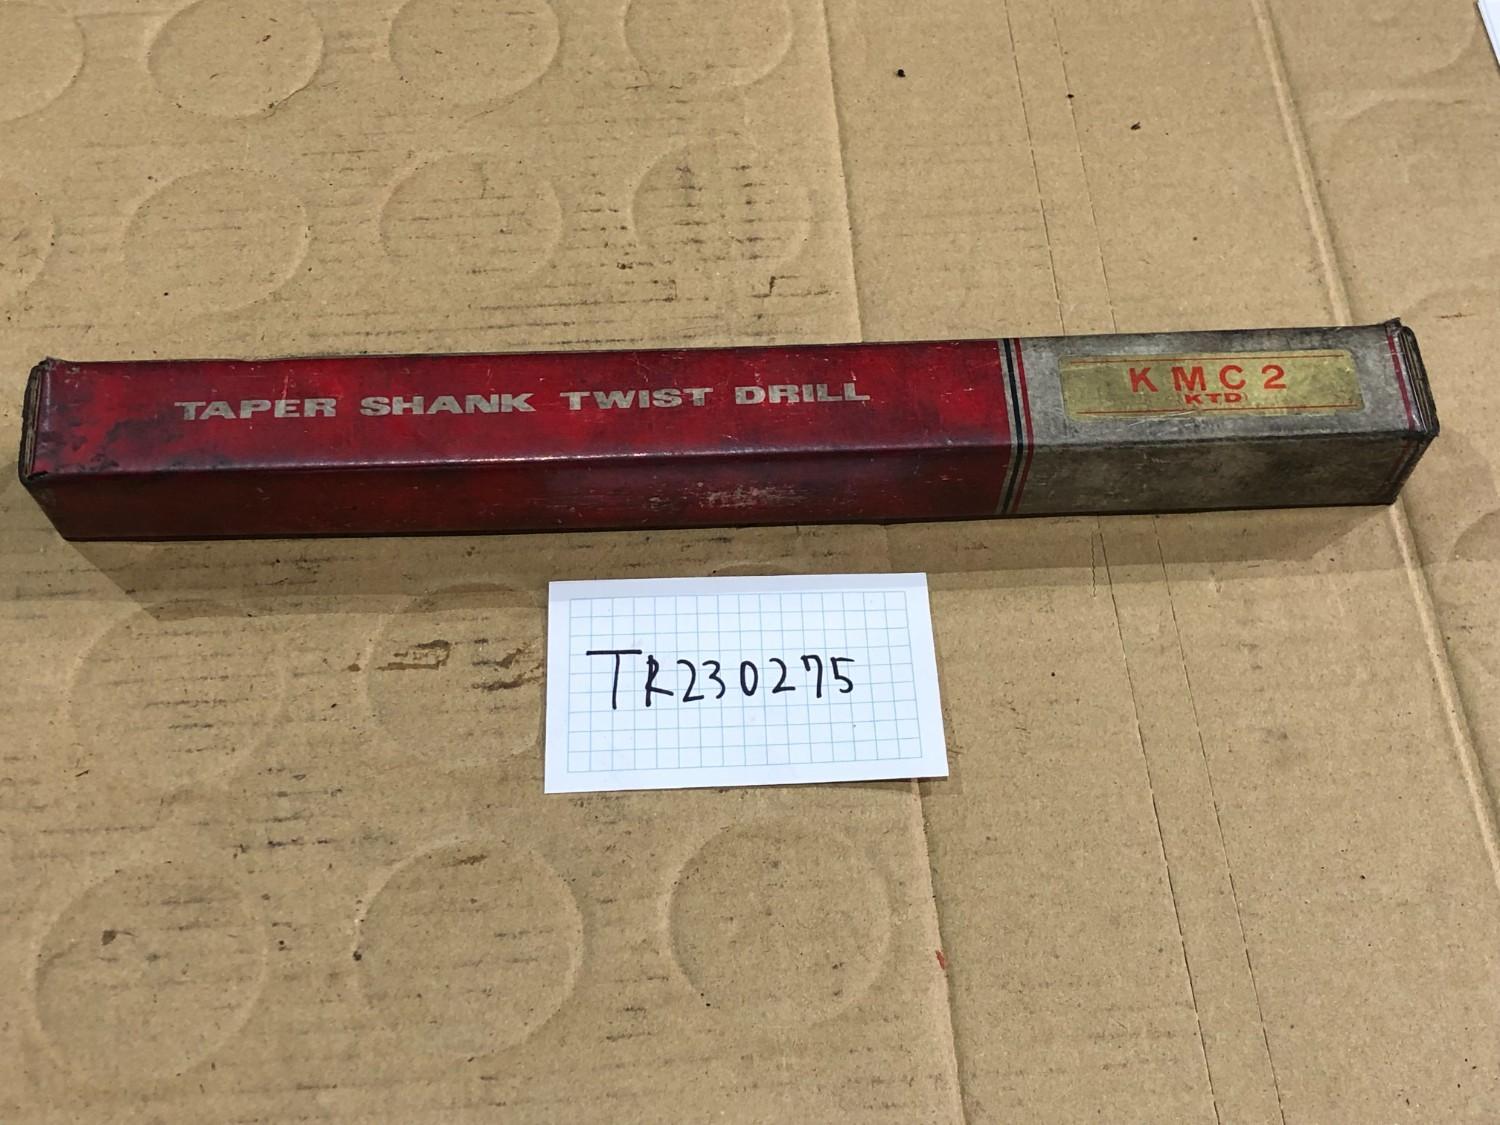 TAPER SHANK TWIST DRILL
KMC2
KTD
TR230275